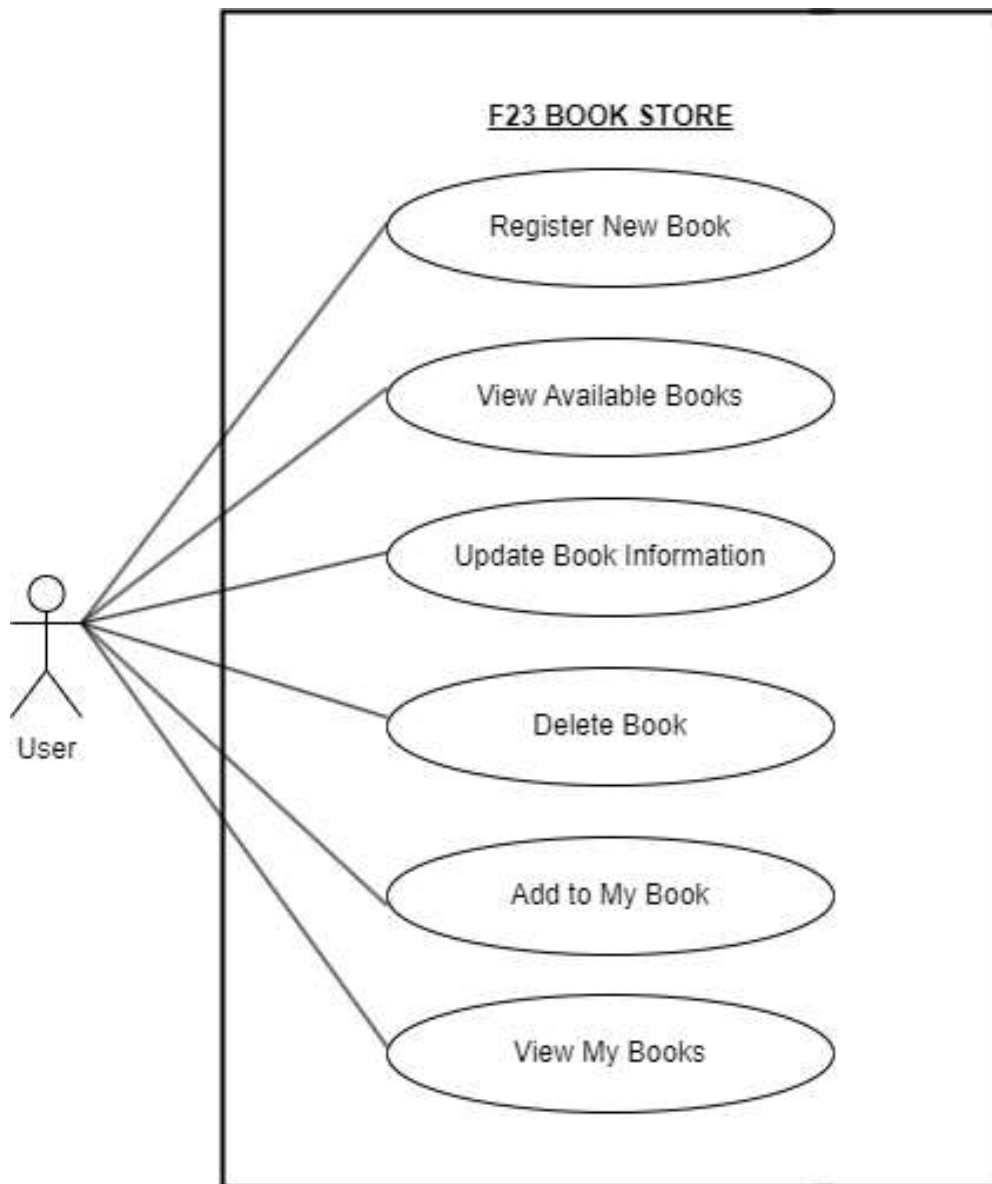 F23 BOOK STORE
Register New Book
View Available Books
Update Book Information
Delete Book
User
Add to My Book
View My Books